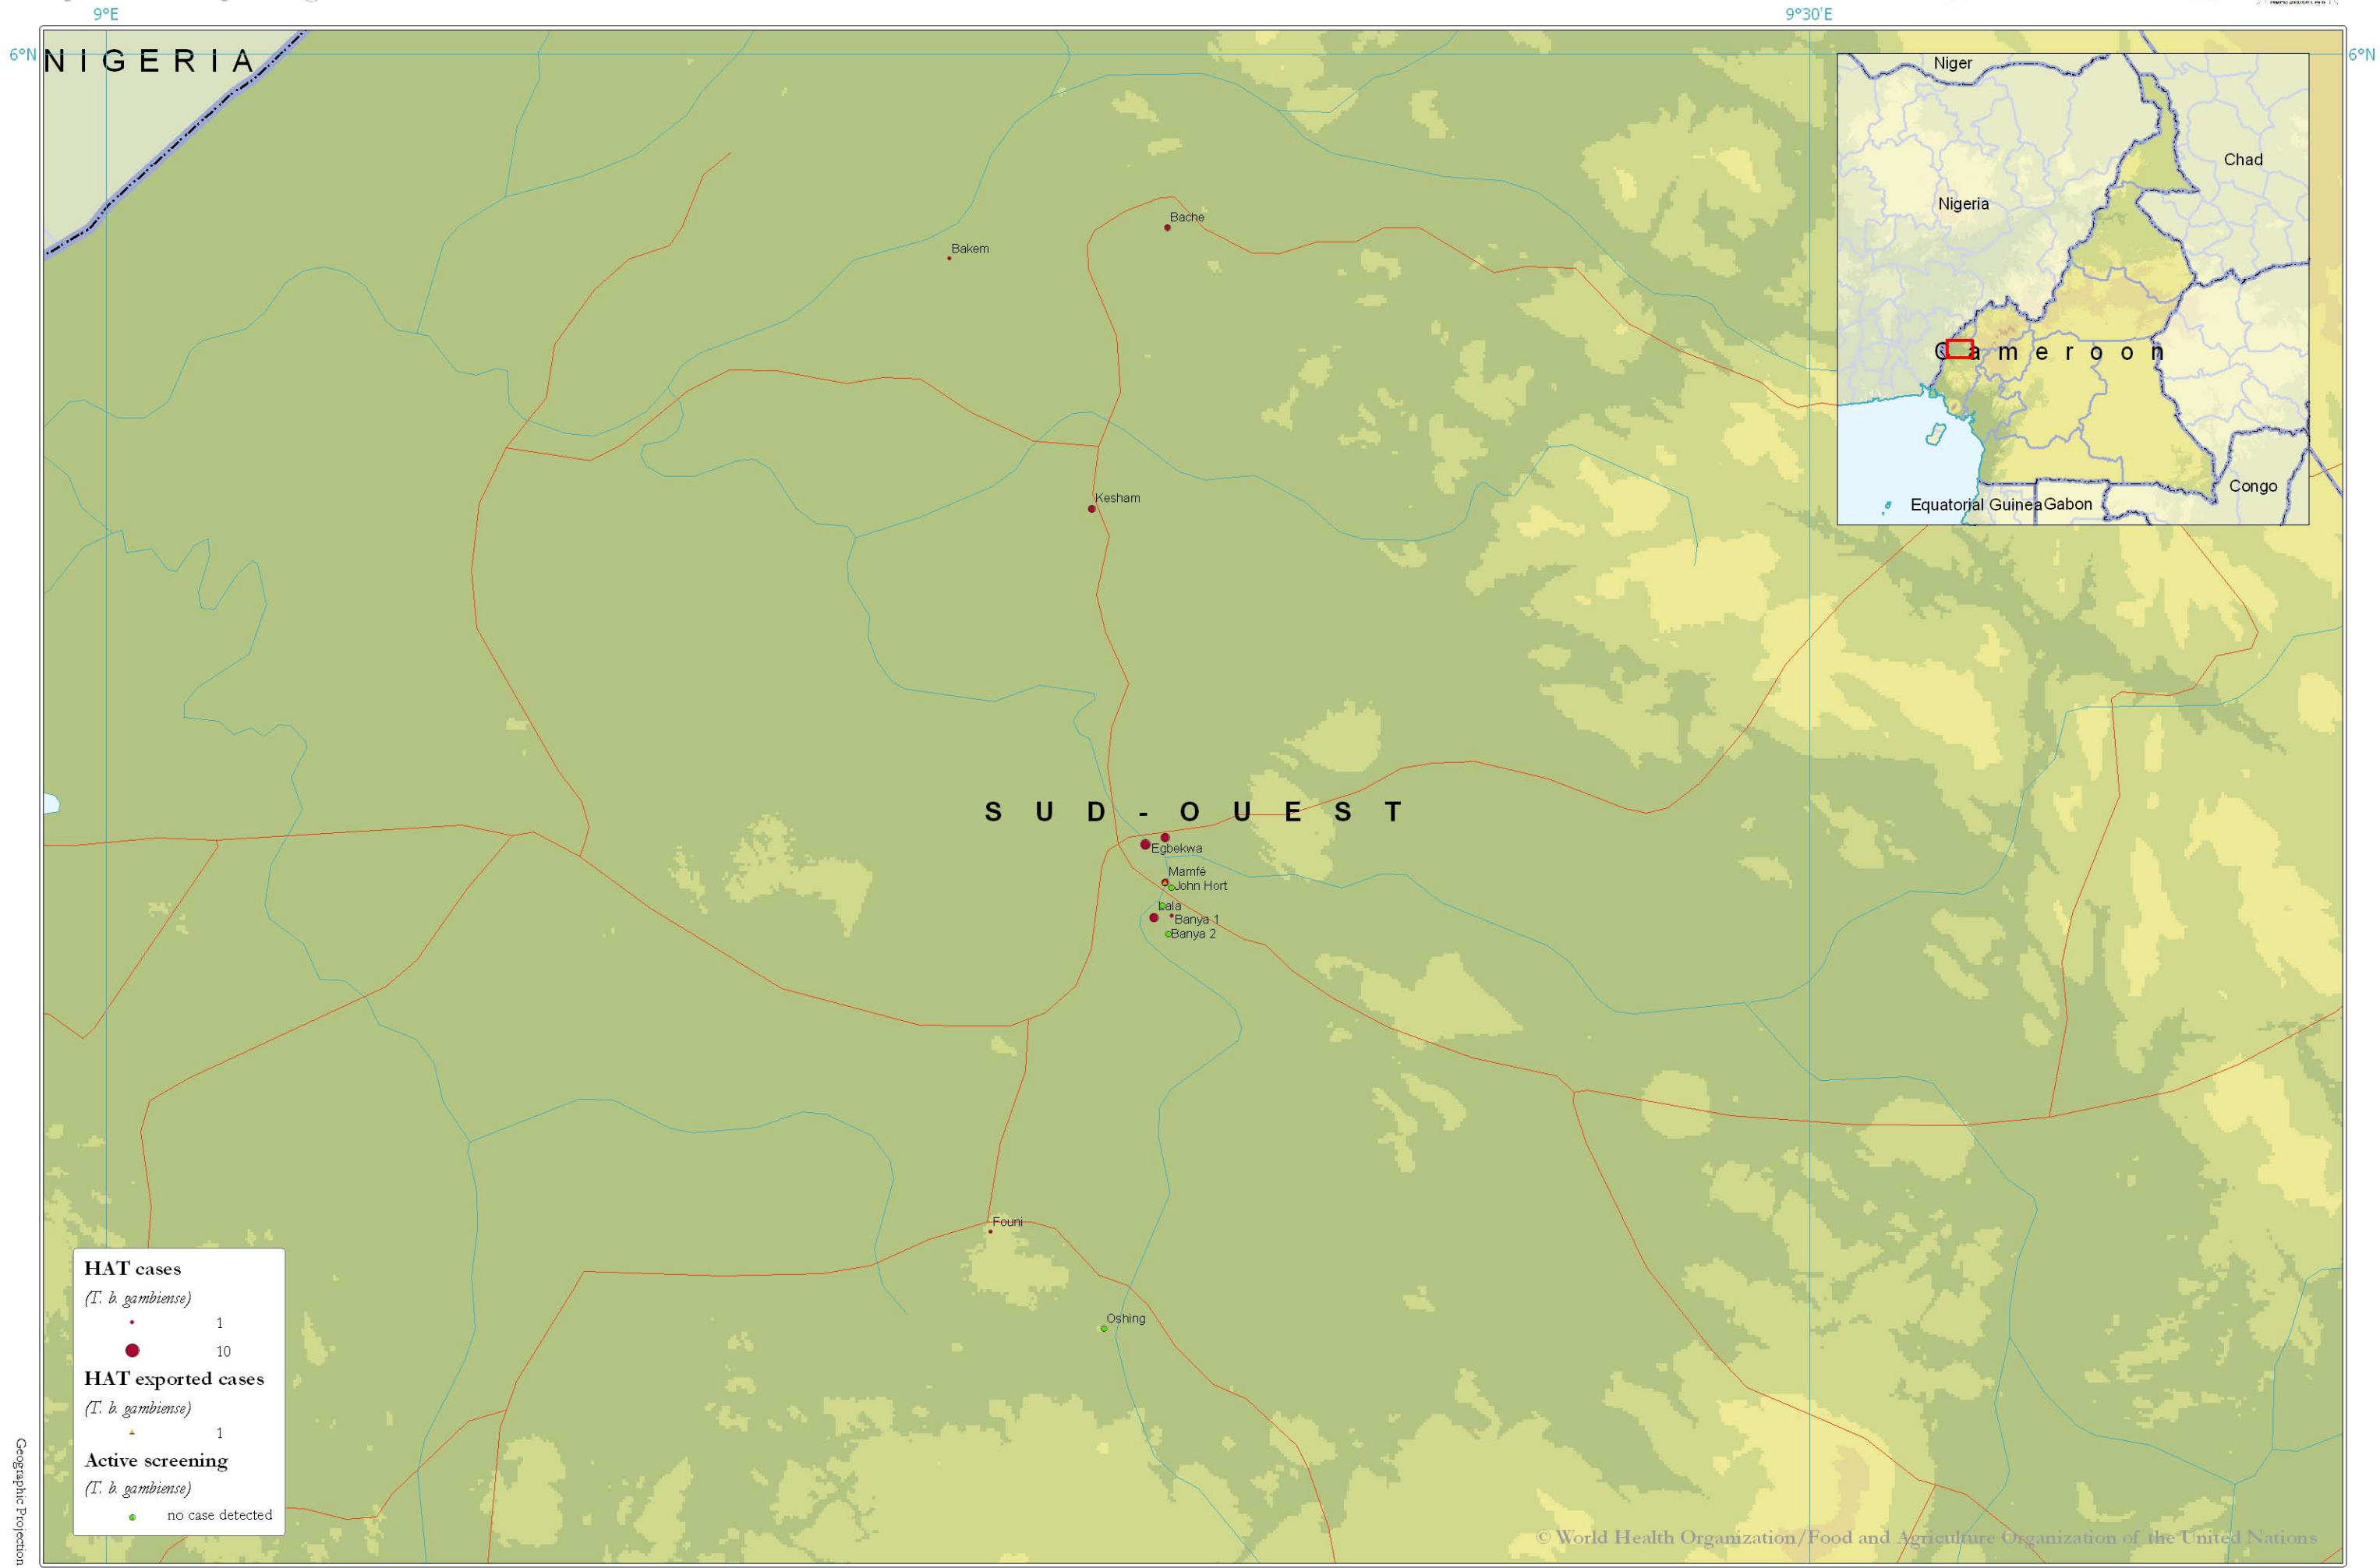 9°E
9°30'E
6°N
6°N
NIGERIA
Niger
Chad
Nigeria
Cameroon
Congo
Equatorial Guinea
Gabon
Bache
Bakem
Kesham
SUD-OUEST
Egbekwa
Mamfé
John Hort
Lala
Banya 1
Banya 2
Founi
Oshing
HAT cases
(T. b. gambiense)
1
10
HAT exported cases
(T. b. gambiense)
1
Active screening
(T. b. gambiense)
no case detected
Geographic Projection
© World Health Organization/Food and Agriculture Organization of the United Nations